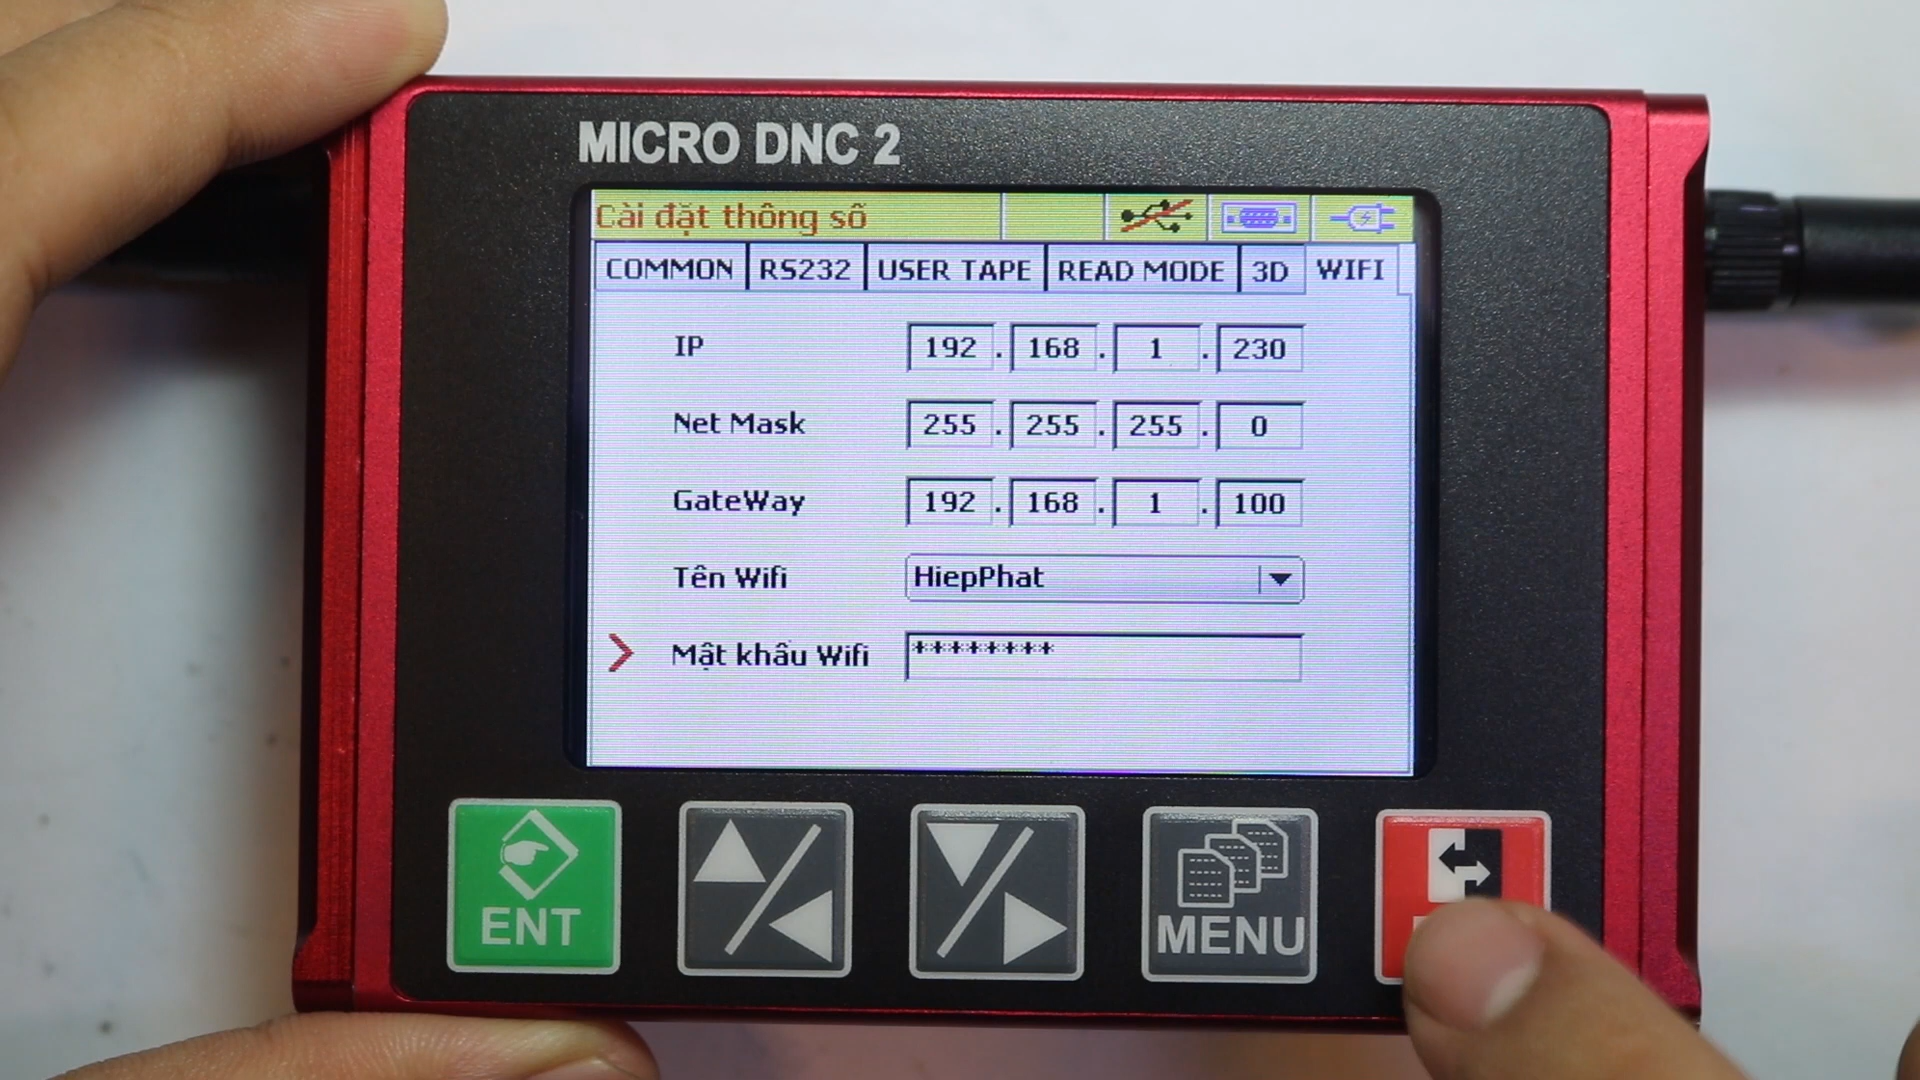 MICRO DNC 2
Cài đặt thông số
COMMON RS232 USER TAPE READ MODE 3D WIFI
IP 192 . 168 . 1 . 230
Net Mask 255 . 255 . 255 . 0
GateWay 192 . 168 . 1 . 100
Tên Wifi HiepPhat
Mật khẩu Wifi ********
ENT MENU